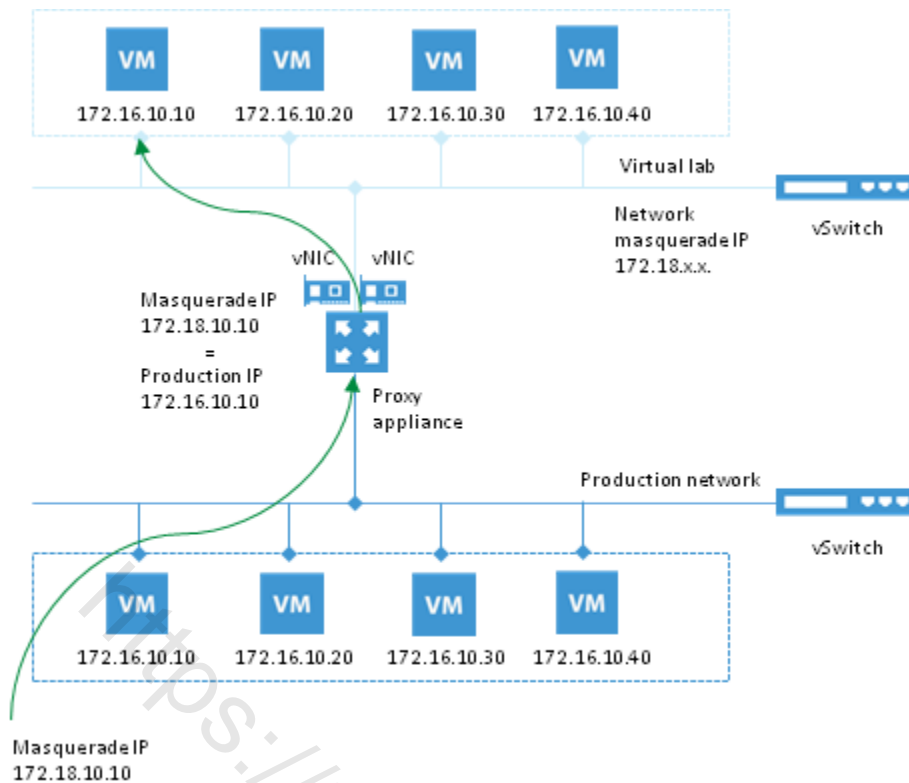 VM VM VM VM
172.16.10.10 172.16.10.20 172.16.10.30 172.16.10.40
Virtual lab
Network
masquerade IP
172.18.x.x.
vSwitch
vNIC vNIC
Masquerade IP
172.18.10.10
=
Production IP
172.16.10.10
Proxy
appliance
Production network
vSwitch
VM VM VM VM
172.16.10.10 172.16.10.20 172.16.10.30 172.16.10.40
Masquerade IP
172.18.10.10
https://